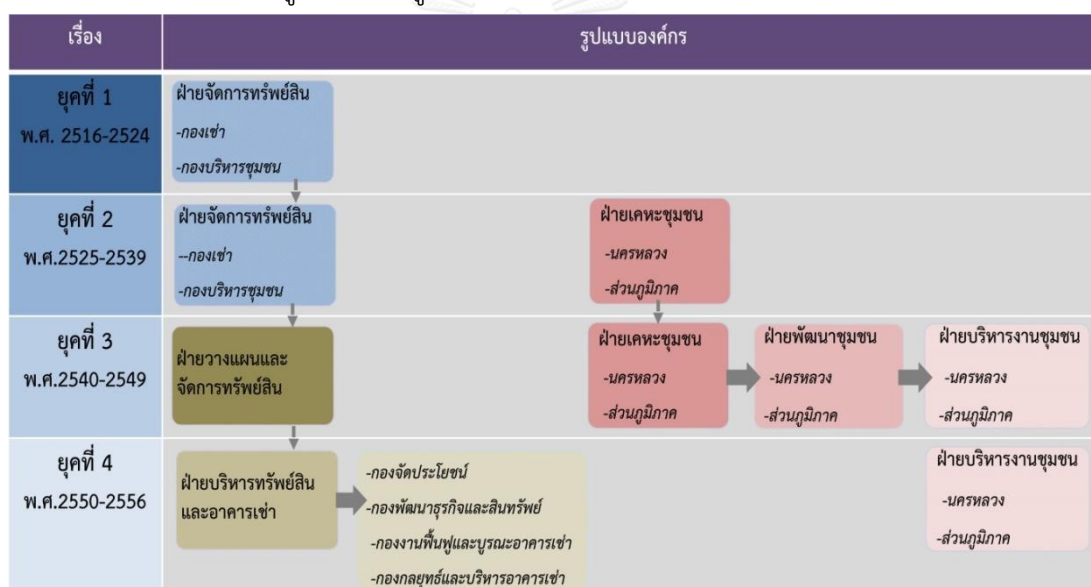 เรื่อง
รูปแบบองค์กร
ยุคที่ 1
พ.ศ. 2516-2524
ฝ่ายจัดการทรัพย์สิน
-กองเช่า
-กองบริหารชุมชน
ยุคที่ 2
พ.ศ.2525-2539
ฝ่ายจัดการทรัพย์สิน
--กองเช่า
-กองบริหารชุมชน
ฝ่ายเคหะชุมชน
-นครหลวง
-ส่วนภูมิภาค
ยุคที่ 3
พ.ศ.2540-2549
ฝ่ายวางแผนและ
จัดการทรัพย์สิน
ฝ่ายเคหะชุมชน
-นครหลวง
-ส่วนภูมิภาค
ฝ่ายพัฒนาชุมชน
-นครหลวง
-ส่วนภูมิภาค
ฝ่ายบริหารงานชุมชน
-นครหลวง
-ส่วนภูมิภาค
ยุคที่ 4
พ.ศ.2550-2556
ฝ่ายบริหารทรัพย์สิน
และอาคารเช่า
-กองจัดประโยชน์
-กองพัฒนาธุรกิจและสินทรัพย์
-กองงานฟื้นฟูและบูรณะอาคารเช่า
-กองกลยุทธ์และบริหารอาคารเช่า
ฝ่ายบริหารงานชุมชน
-นครหลวง
-ส่วนภูมิภาค